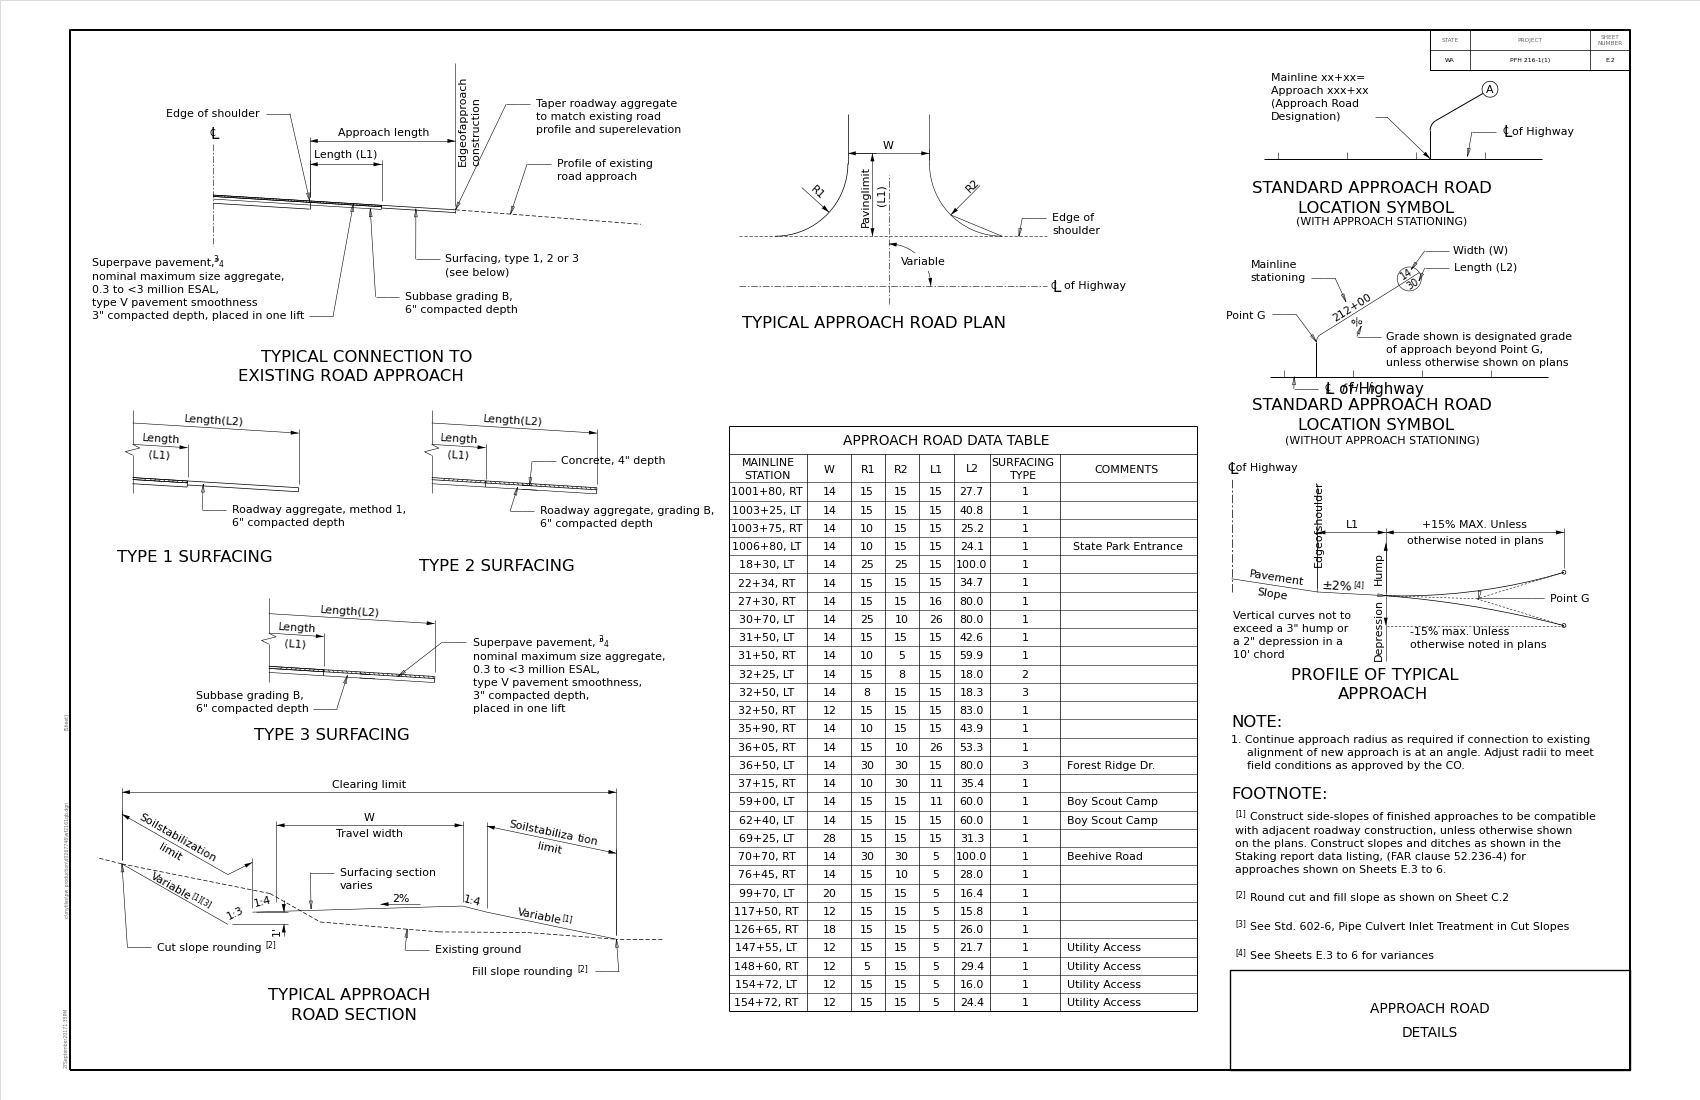 STATE PROJECT SHEET NUMBER
WA PFH 216-1(1) E.2
Edge of shoulder
℄
Approach length
Length (L1)
Edgeofapproach
construction
Taper roadway aggregate
to match existing road
profile and superelevation
Profile of existing
road approach
Superpave pavement, 3/4
nominal maximum size aggregate,
0.3 to <3 million ESAL,
type V pavement smoothness
3" compacted depth, placed in one lift
Surfacing, type 1, 2 or 3
(see below)
Subbase grading B,
6" compacted depth
TYPICAL CONNECTION TO
EXISTING ROAD APPROACH
W
R1
Pavinglimit
(L1)
R2
Edge of
shoulder
Variable
℄ of Highway
TYPICAL APPROACH ROAD PLAN
Mainline xx+xx=
Approach xxx+xx
(Approach Road
Designation)
A
℄ of Highway
STANDARD APPROACH ROAD
LOCATION SYMBOL
(WITH APPROACH STATIONING)
Mainline
stationing
Width (W)
Length (L2)
14
30
212+00
%
Point G
Grade shown is designated grade
of approach beyond Point G,
unless otherwise shown on plans
℄ of Highway
STANDARD APPROACH ROAD
LOCATION SYMBOL
(WITHOUT APPROACH STATIONING)
Length(L2)
Length
(L1)
Roadway aggregate, method 1,
6" compacted depth
TYPE 1 SURFACING
Length(L2)
Length
(L1)
Concrete, 4" depth
Roadway aggregate, grading B,
6" compacted depth
TYPE 2 SURFACING
Length(L2)
Length
(L1)
Superpave pavement, 3/4
nominal maximum size aggregate,
0.3 to <3 million ESAL,
type V pavement smoothness,
3" compacted depth,
placed in one lift
Subbase grading B,
6" compacted depth
TYPE 3 SURFACING
Clearing limit
Soilstabilization
limit
W
Travel width
Soilstabiliza tion
limit
Surfacing section
varies
Variable [1][3]
1:3
1:4
2%
1:4
Variable [1]
1'
Cut slope rounding [2]
Existing ground
Fill slope rounding [2]
TYPICAL APPROACH
ROAD SECTION
APPROACH ROAD DATA TABLE
MAINLINE STATION W R1 R2 L1 L2 SURFACING TYPE COMMENTS
1001+80, RT 14 15 15 15 27.7 1
1003+25, LT 14 15 15 15 40.8 1
1003+75, RT 14 10 15 15 25.2 1
1006+80, LT 14 10 15 15 24.1 1 State Park Entrance
18+30, LT 14 25 25 15 100.0 1
22+34, RT 14 15 15 15 34.7 1
27+30, RT 14 15 15 16 80.0 1
30+70, LT 14 25 10 26 80.0 1
31+50, LT 14 15 15 15 42.6 1
31+50, RT 14 10 5 15 59.9 1
32+25, LT 14 15 8 15 18.0 2
32+50, LT 14 8 15 15 18.3 3
32+50, RT 12 15 15 15 83.0 1
35+90, RT 14 10 15 15 43.9 1
36+05, RT 14 15 10 26 53.3 1
36+50, LT 14 30 30 15 80.0 3 Forest Ridge Dr.
37+15, RT 14 10 30 11 35.4 1
59+00, LT 14 15 15 11 60.0 1 Boy Scout Camp
62+40, LT 14 15 15 15 60.0 1 Boy Scout Camp
69+25, LT 28 15 15 15 31.3 1
70+70, RT 14 30 30 5 100.0 1 Beehive Road
76+45, RT 14 15 10 5 28.0 1
99+70, LT 20 15 15 5 16.4 1
117+50, RT 12 15 15 5 15.8 1
126+65, RT 18 15 15 5 26.0 1
147+55, LT 12 15 15 5 21.7 1 Utility Access
148+60, RT 12 5 15 5 29.4 1 Utility Access
154+72, LT 12 15 15 5 16.0 1 Utility Access
154+72, RT 12 15 15 5 24.4 1 Utility Access
℄of Highway
Edgeofshoulder
L1
+15% MAX. Unless
otherwise noted in plans
Pavement
Slope
±2% [4]
Hump
Depression
Point G
-15% max. Unless
otherwise noted in plans
Vertical curves not to
exceed a 3" hump or
a 2" depression in a
10' chord
PROFILE OF TYPICAL
APPROACH
NOTE:
1. Continue approach radius as required if connection to existing
alignment of new approach is at an angle. Adjust radii to meet
field conditions as approved by the CO.
FOOTNOTE:
[1] Construct side-slopes of finished approaches to be compatible
with adjacent roadway construction, unless otherwise shown
on the plans. Construct slopes and ditches as shown in the
Staking report data listing, (FAR clause 52.236-4) for
approaches shown on Sheets E.3 to 6.
[2] Round cut and fill slope as shown on Sheet C.2
[3] See Std. 602-6, Pipe Culvert Inlet Treatment in Cut Slopes
[4] See Sheets E.3 to 6 for variances
APPROACH ROAD
DETAILS